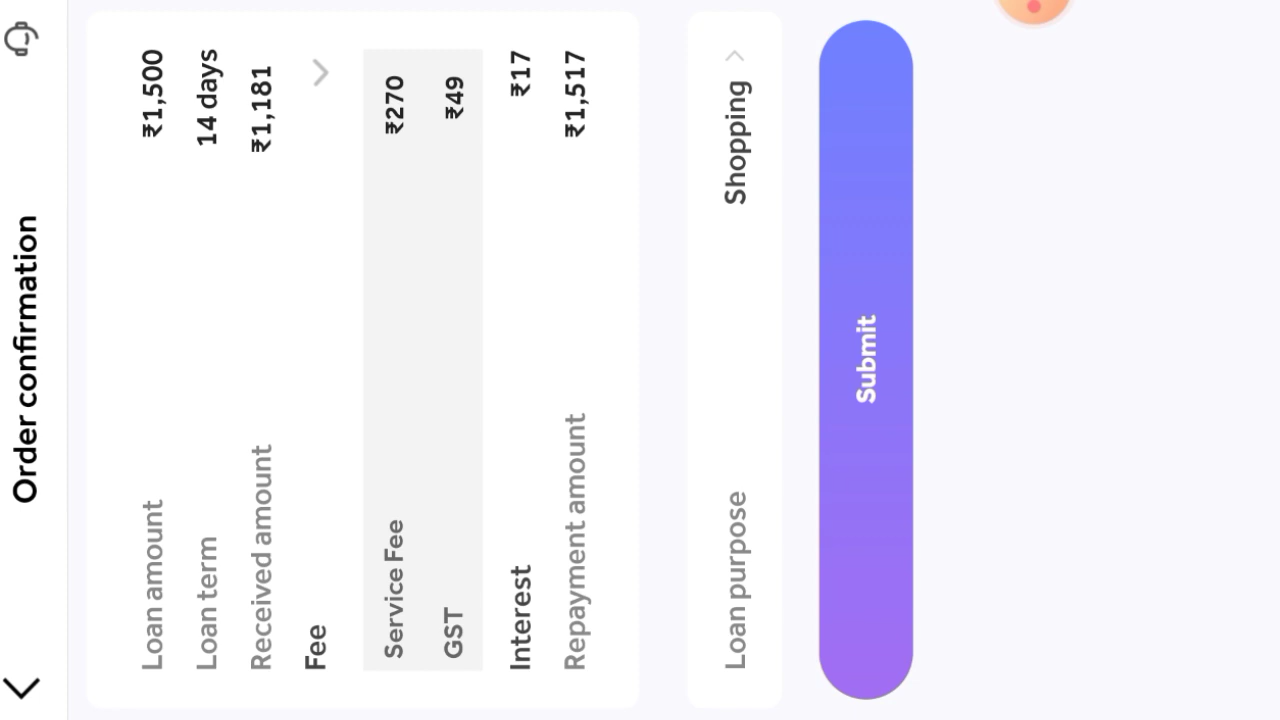 Order confirmation
Loan amount ₹1,500
Loan term 14 days
Received amount ₹1,181
Fee
Service Fee ₹270
GST ₹49
Interest ₹17
Repayment amount ₹1,517
Loan purpose Shopping
Submit